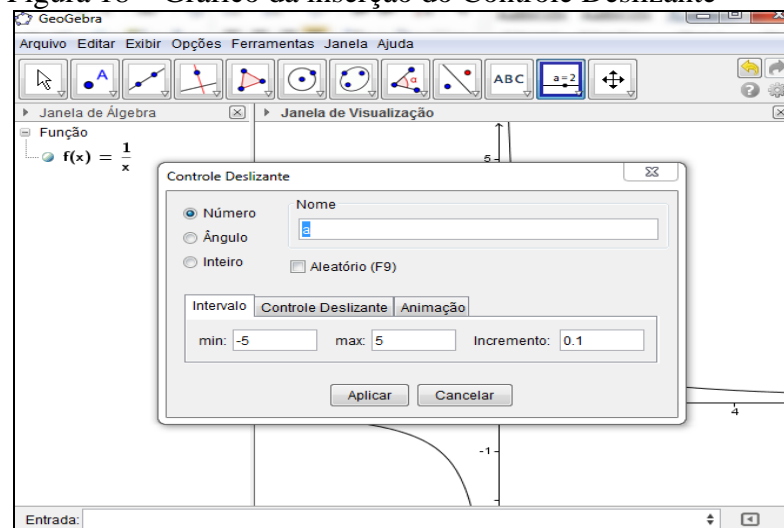 Figura 18 – Gráfico da inserção do Controle Deslizante
GeoGebra
Arquivo Editar Exibir Opções Ferramentas Janela Ajuda
A
α
ABC
a = 2
Janela de Álgebra
Janela de Visualização
Função
f(x) = 1/x
5
Controle Deslizante
Número
Ângulo
Inteiro
Nome
a
Aleatório (F9)
Intervalo Controle Deslizante Animação
min: -5 max: 5 Incremento: 0.1
Aplicar Cancelar
4
-1
Entrada: